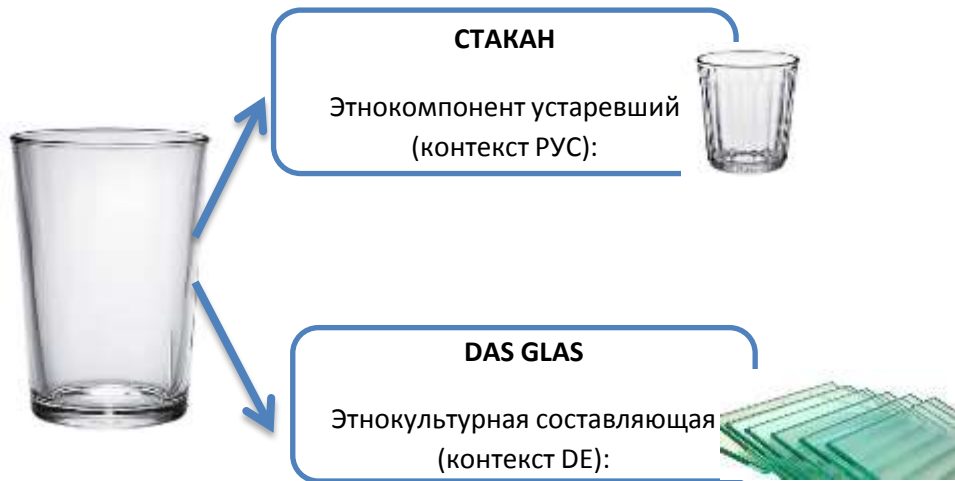 СТАКАН
Этнокомпонент устаревший
(контекст РУС):
DAS GLAS
Этнокультурная составляющая
(контекст DE):